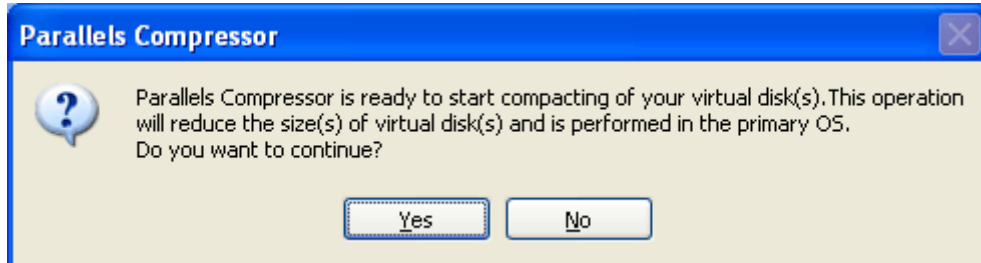 Parallels Compressor
Parallels Compressor is ready to start compacting of your virtual disk(s).This operation
will reduce the size(s) of virtual disk(s) and is performed in the primary OS.
Do you want to continue?
Yes No